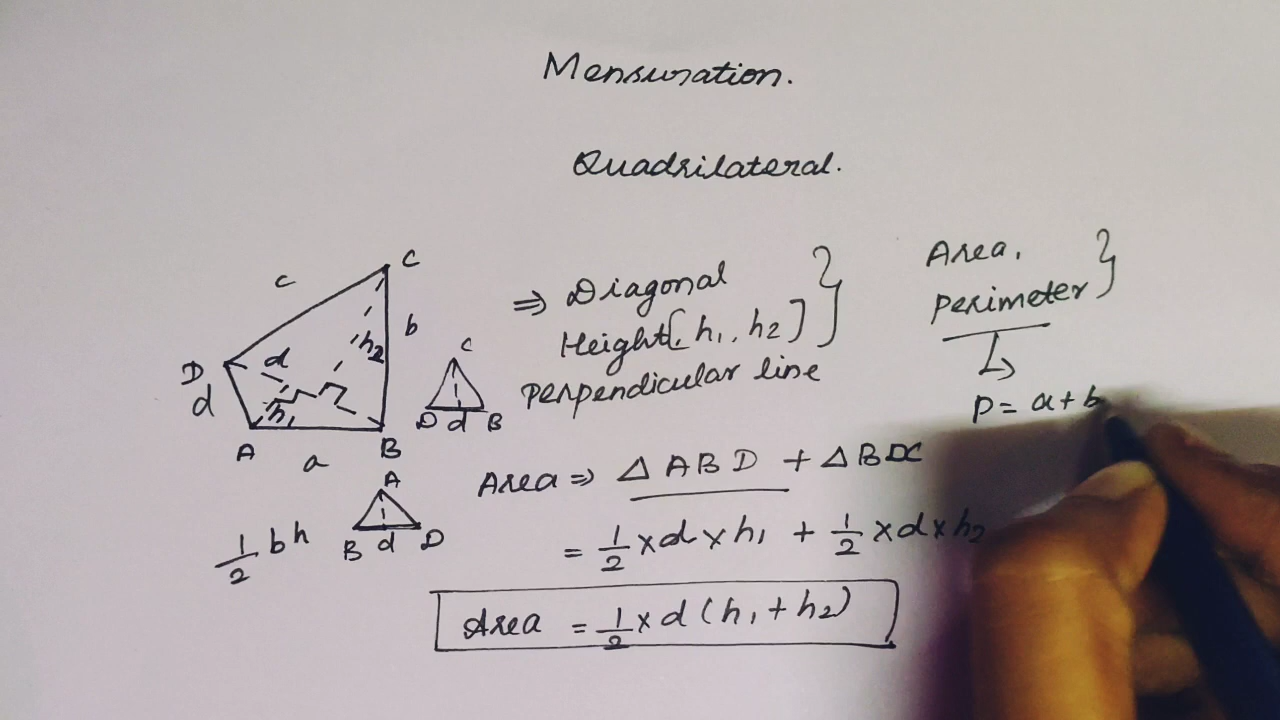 Mensuration.
Quadrilateral.
C
c
b
h2
D
d
d
h1
A
a
B
C
D d B
A
B d D
1/2 bh
⇒ Diagonal
Height[h1, h2]
perpendicular line
Area,
perimeter
P = a + b
Area ⇒ △ABD + △BDC
= 1/2 × d × h1 + 1/2 × d × h2
Area = 1/2 × d (h1 + h2)